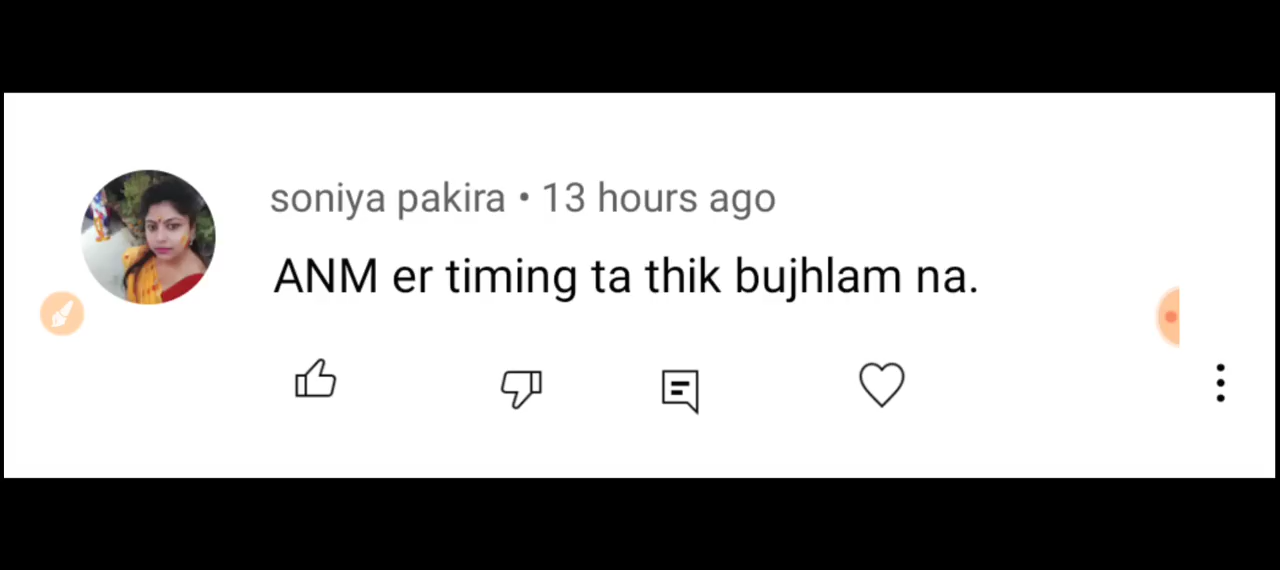 soniya pakira • 13 hours ago
ANM er timing ta thik bujhlam na.